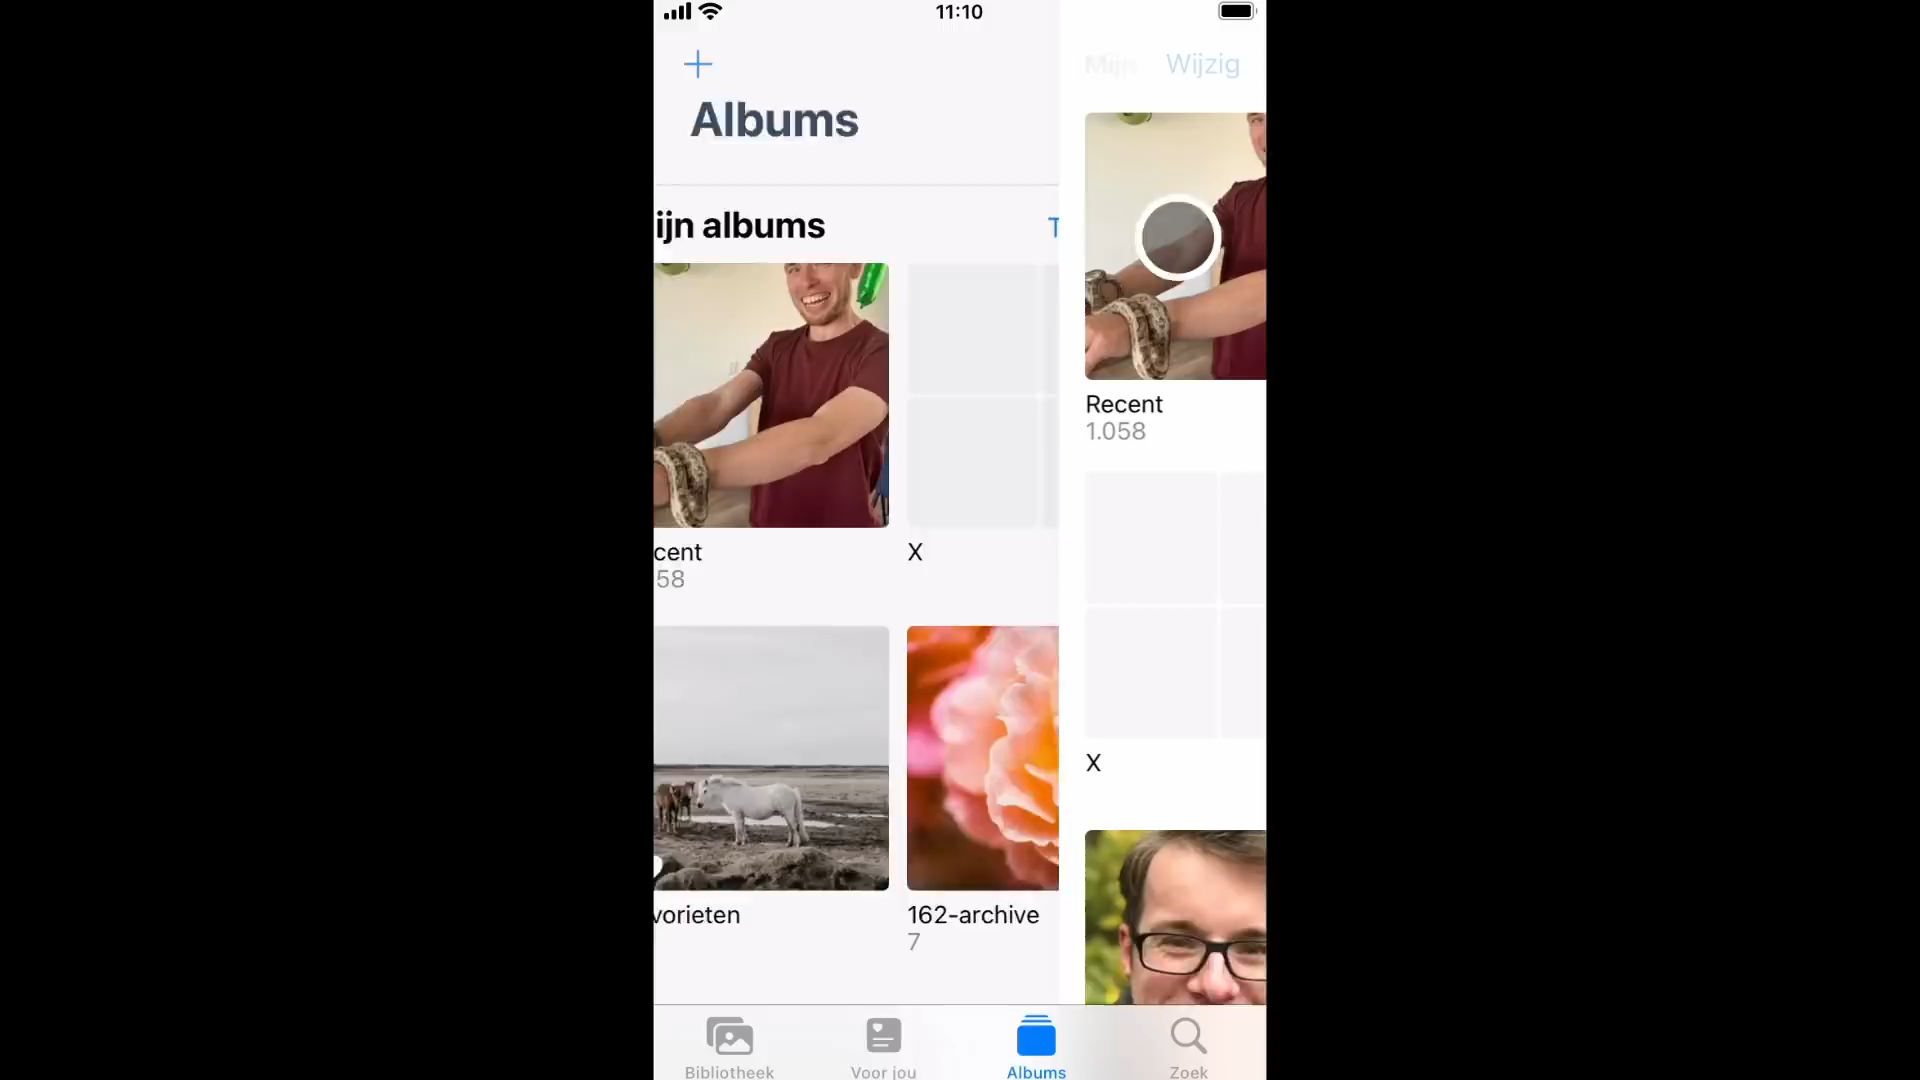 11:10
Mijn Wijzig
Albums
ijn albums T
cent
58
X
vorieten
162-archive
7
Recent
1.058
X
Bibliotheek
Voor jou
Albums
Zoek